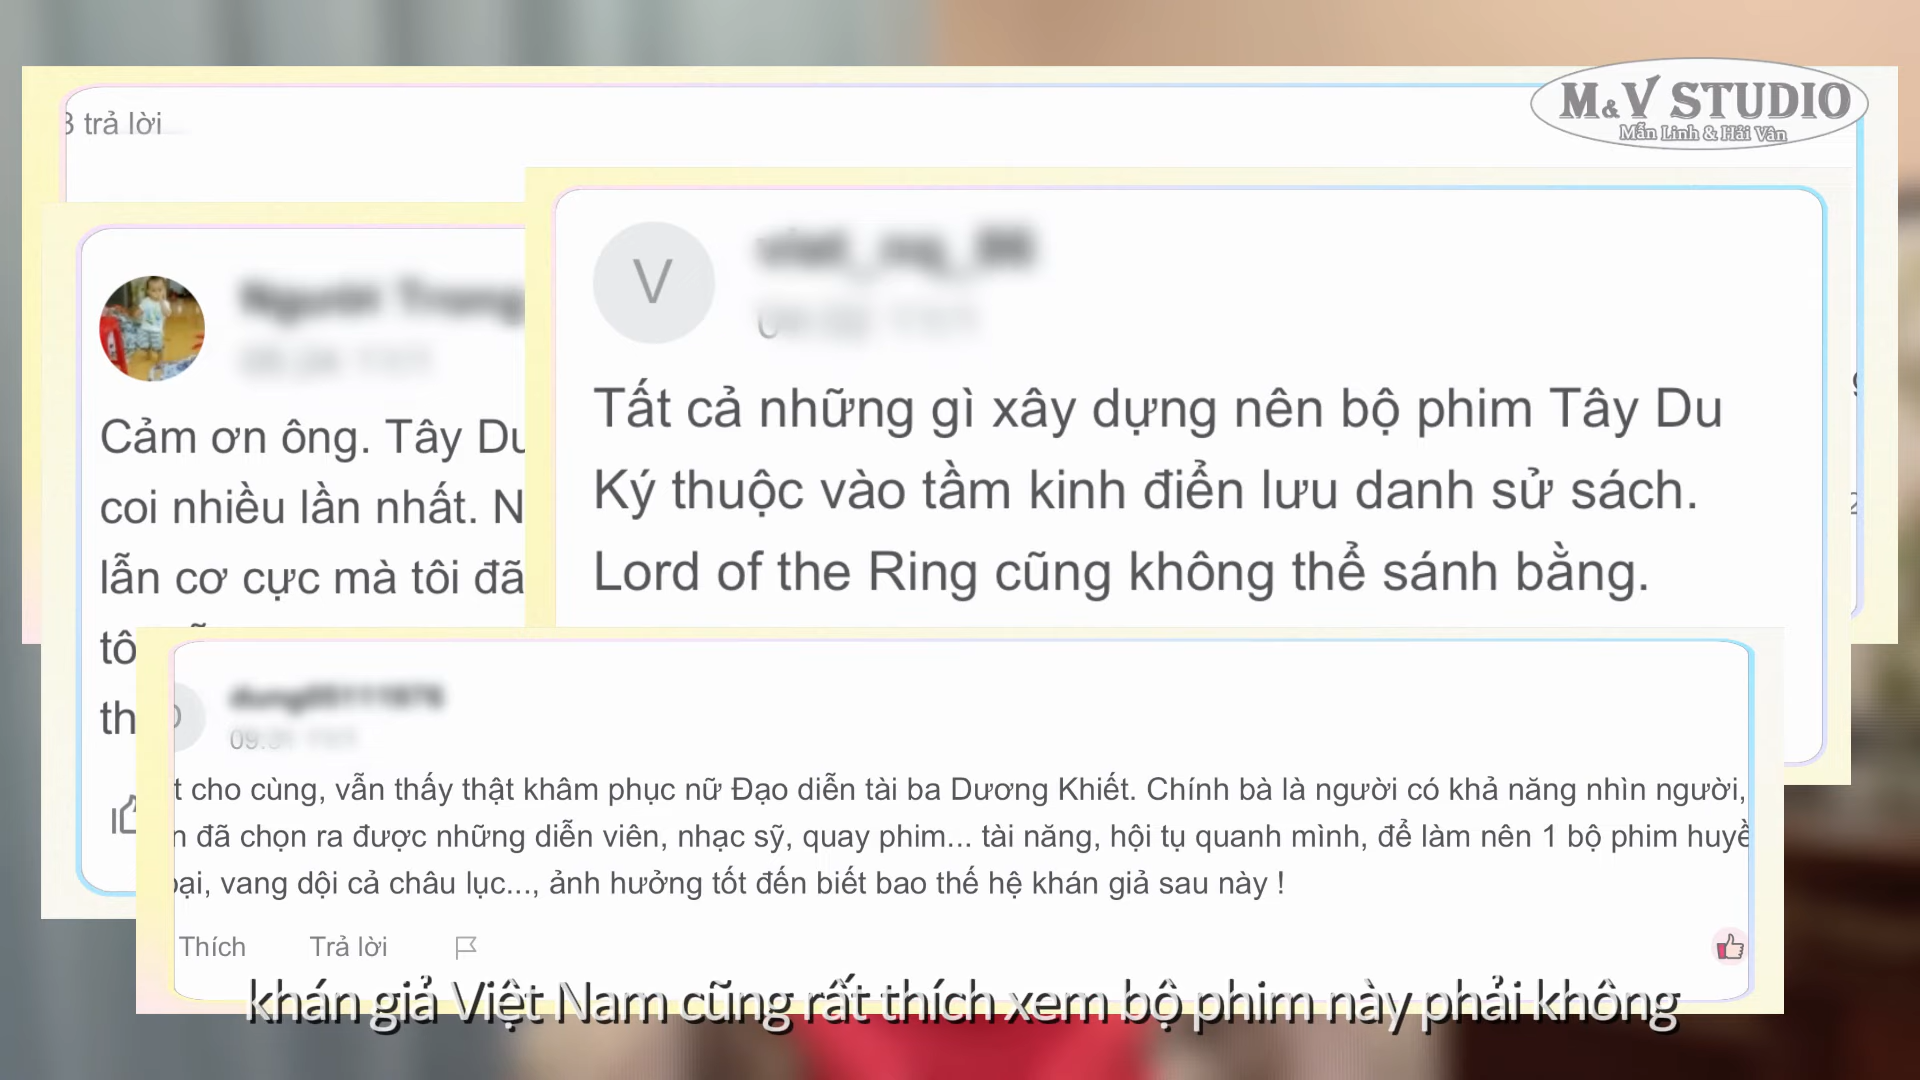 3 trả lời
M&V STUDIO
Mẫn Linh & Hải Vân
V
Tất cả những gì xây dựng nên bộ phim Tây Du
Ký thuộc vào tầm kinh điển lưu danh sử sách.
Lord of the Ring cũng không thể sánh bằng.
Cảm ơn ông. Tây Du
coi nhiều lần nhất. N
lẫn cơ cực mà tôi đã
tô
th
t cho cùng, vẫn thấy thật khâm phục nữ Đạo diễn tài ba Dương Khiết. Chính bà là người có khả năng nhìn người,
n đã chọn ra được những diễn viên, nhạc sỹ, quay phim... tài năng, hội tụ quanh mình, để làm nên 1 bộ phim huyề
ại, vang dội cả châu lục..., ảnh hưởng tốt đến biết bao thế hệ khán giả sau này !
Thích Trả lời
khán giả Việt Nam cũng rất thích xem bộ phim này phải không